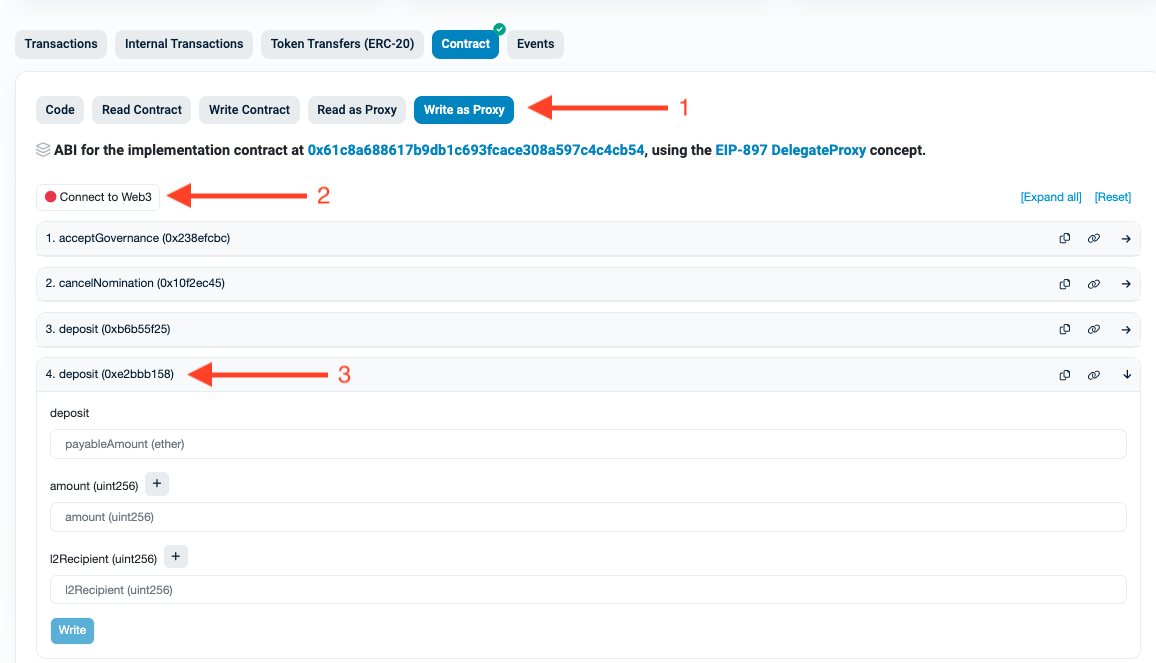 Transactions Internal Transactions Token Transfers (ERC-20) Contract Events
Code Read Contract Write Contract Read as Proxy Write as Proxy 1
ABI for the implementation contract at 0x61c8a688617b9db1c693fcace308a597c4c4cb54, using the EIP-897 DelegateProxy concept.
Connect to Web3 2 [Expand all] [Reset]
1. acceptGovernance (0x238efcbc)
2. cancelNomination (0x10f2ec45)
3. deposit (0xb6b55f25)
4. deposit (0xe2bbb158) 3
deposit
payableAmount (ether)
amount (uint256) +
amount (uint256)
l2Recipient (uint256) +
l2Recipient (uint256)
Write